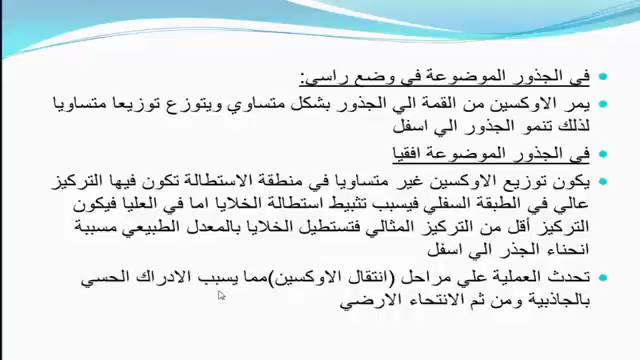 في الجذور الموضوعة في وضع راسي:
يمر الاوكسين من القمة الي الجذور بشكل متساوي ويتوزع توزيعا متساويا
لذلك تنمو الجذور الي اسفل
في الجذور الموضوعة افقيا
يكون توزيع الاوكسين غير متساويا في منطقة الاستطالة تكون فيها التركيز
عالي في الطبقة السفلي فيسبب تثبيط استطالة الخلايا اما في العليا فيكون
التركيز أقل من التركيز المثالي فتستطيل الخلايا بالمعدل الطبيعي مسببة
انحناء الجذر الي اسفل
تحدث العملية علي مراحل (انتقال الاوكسين)مما يسبب الادراك الحسي
بالجاذبية ومن ثم الانتحاء الارضي